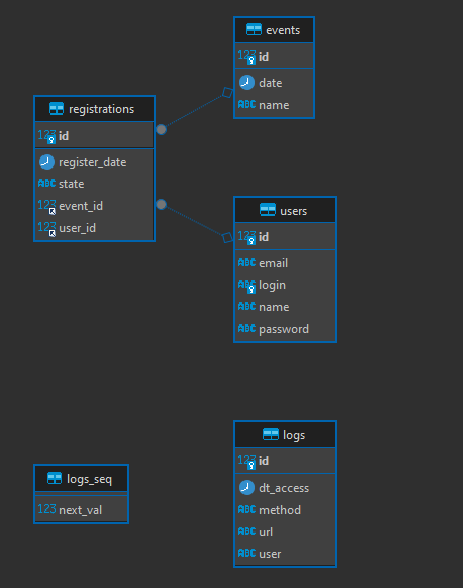 events
123 id
date
ABC name
registrations
123 id
register_date
ABC state
123 event_id
123 user_id
users
123 id
ABC email
ABC login
ABC name
ABC password
logs
123 id
dt_access
ABC method
ABC url
ABC user
logs_seq
123 next_val